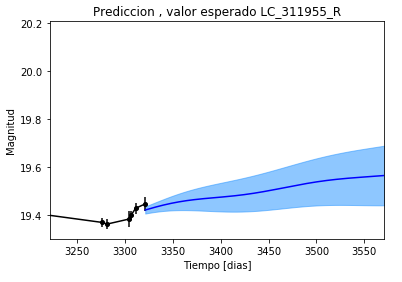 Prediccion , valor esperado LC_311955_R
20.2
20.0
19.8
19.6
19.4
Magnitud
3250 3300 3350 3400 3450 3500 3550
Tiempo [dias]